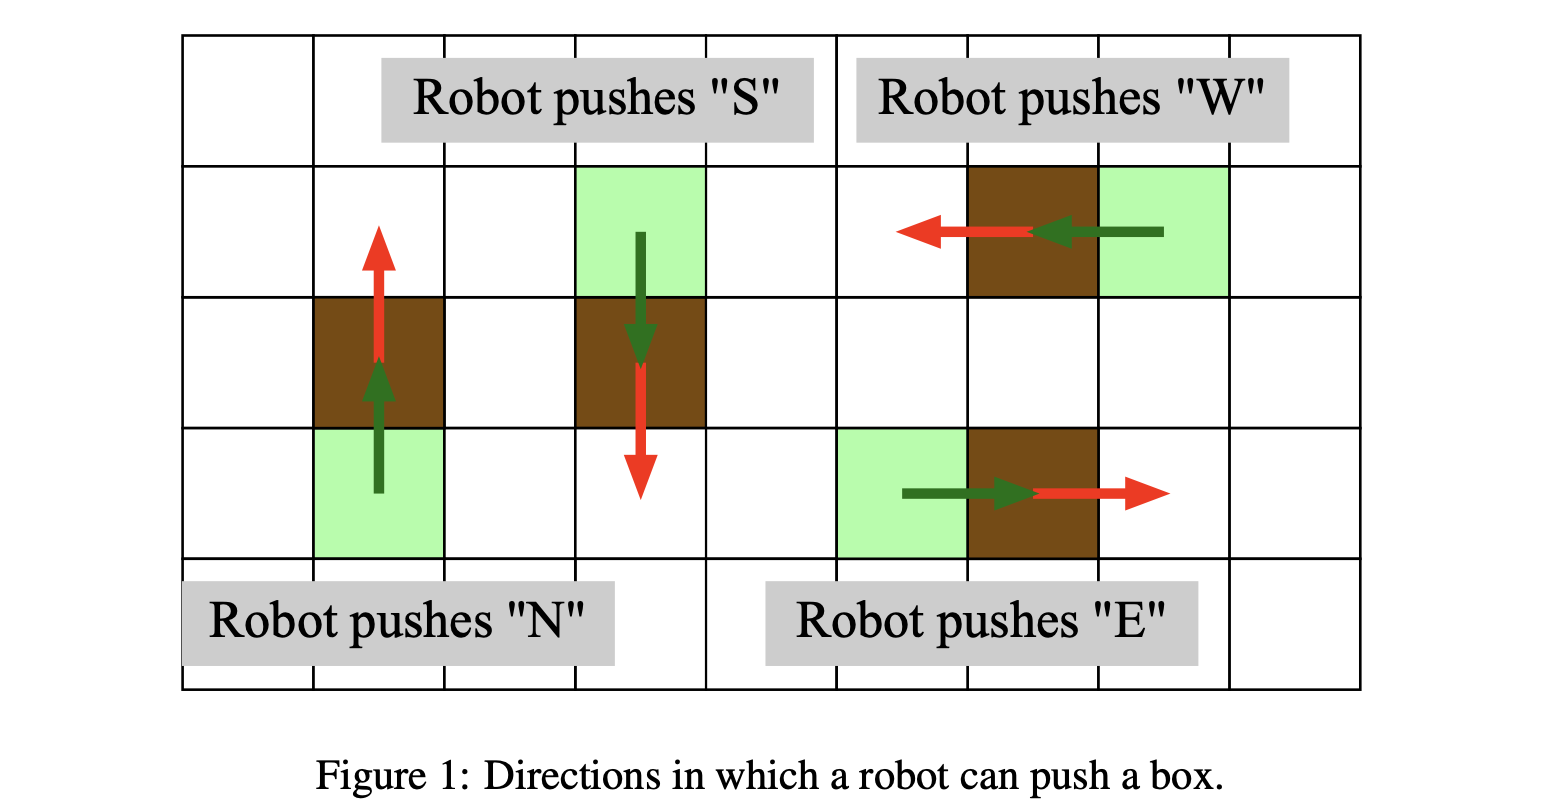 Robot pushes "S"
Robot pushes "W"
Robot pushes "N"
Robot pushes "E"
Figure 1: Directions in which a robot can push a box.